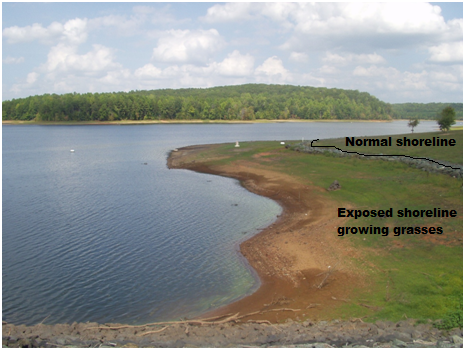 Normal shoreline
Exposed shoreline
growing grasses